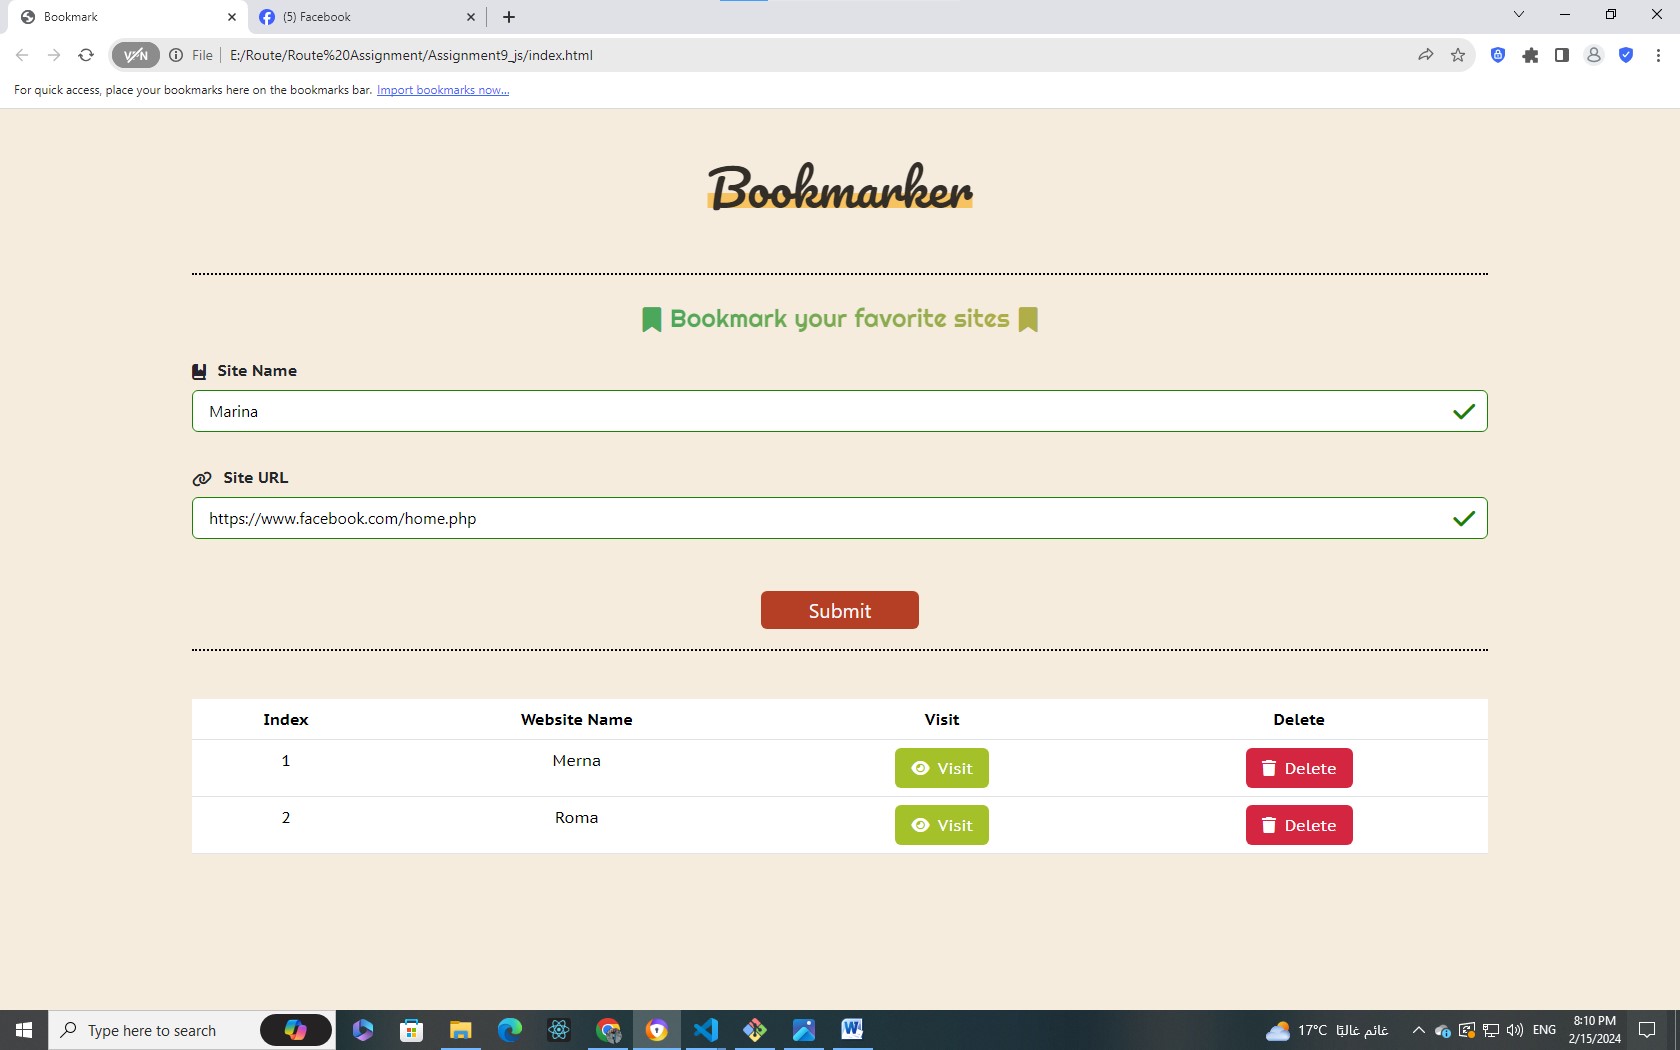 Bookmark
(5) Facebook
VPN
File
E:/Route/Route%20Assignment/Assignment9_js/index.html
For quick access, place your bookmarks here on the bookmarks bar. Import bookmarks now...
Bookmarker
Bookmark your favorite sites
Site Name
Marina
Site URL
https://www.facebook.com/home.php
Submit
Index Website Name Visit Delete
1 Merna Visit Delete
2 Roma Visit Delete
Type here to search
17°C غائم غالبًا
ENG
8:10 PM
2/15/2024